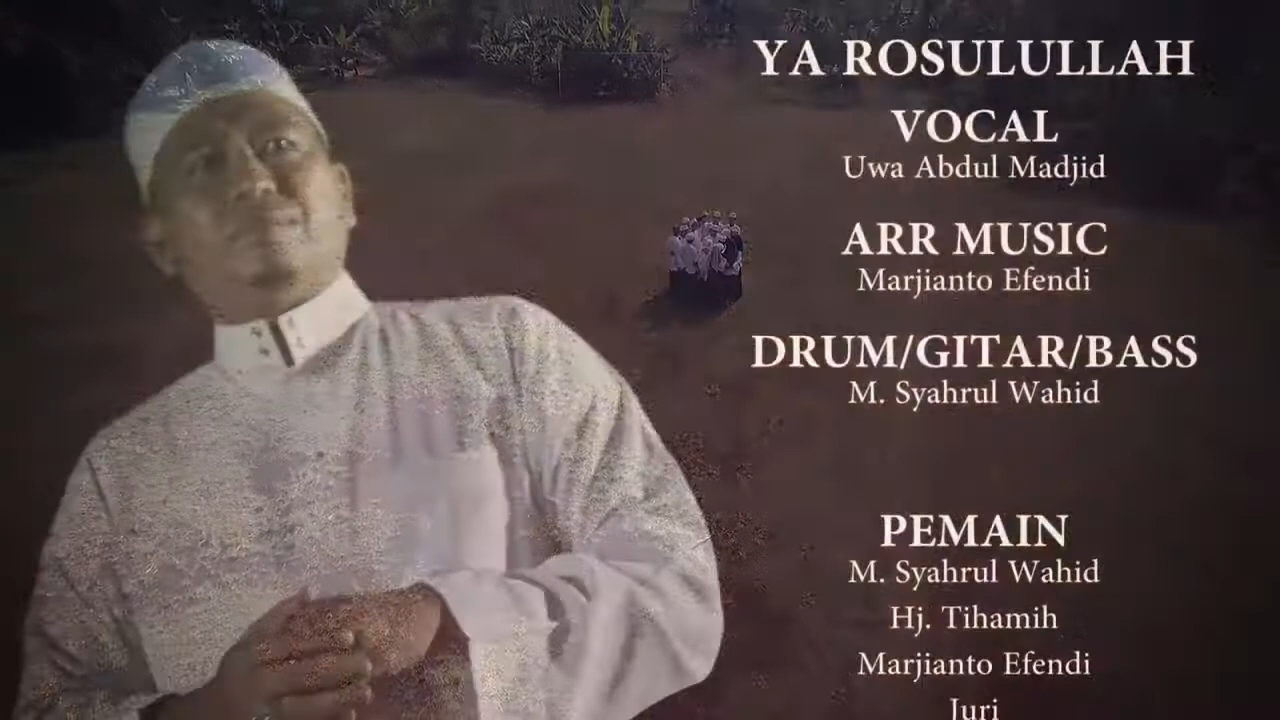 YA ROSULULLAH
VOCAL
Uwa Abdul Madjid
ARR MUSIC
Marjianto Efendi
DRUM/GITAR/BASS
M. Syahrul Wahid
PEMAIN
M. Syahrul Wahid
Hj. Tihamih
Marjianto Efendi
Juri